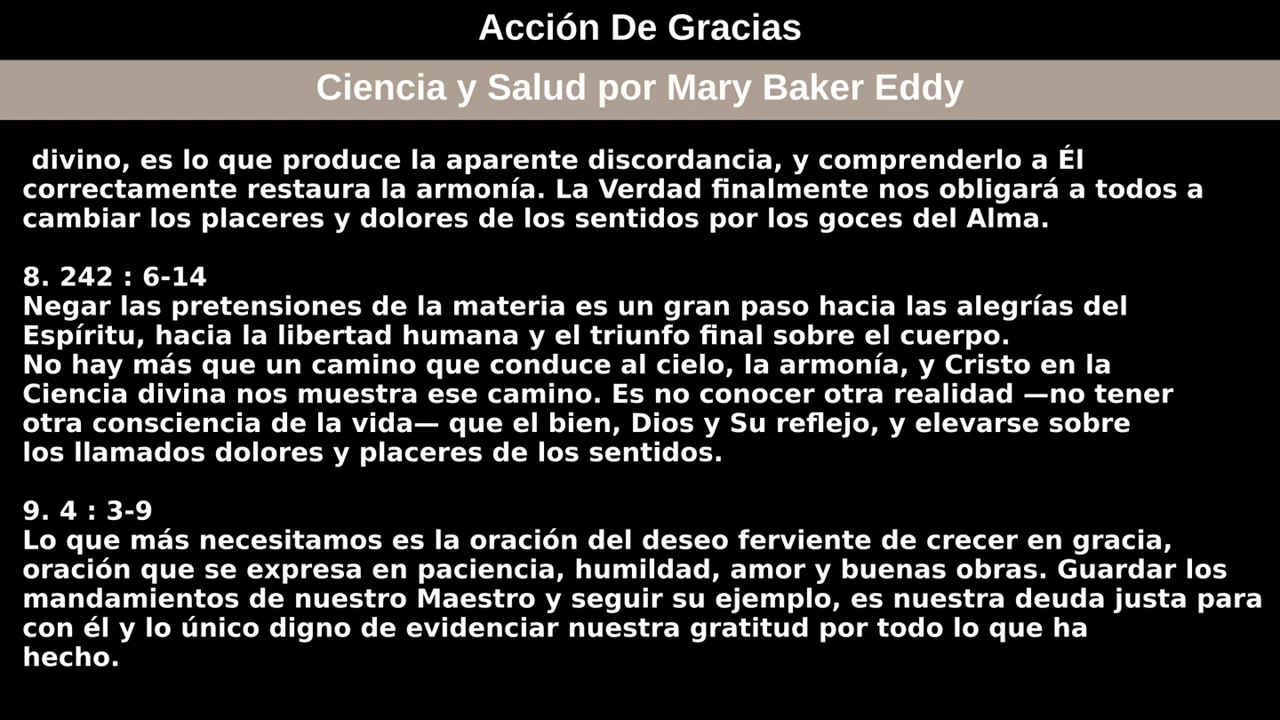 Acción De Gracias
Ciencia y Salud por Mary Baker Eddy
divino, es lo que produce la aparente discordancia, y comprenderlo a Él
correctamente restaura la armonía. La Verdad finalmente nos obligará a todos a
cambiar los placeres y dolores de los sentidos por los goces del Alma.
8. 242 : 6-14
Negar las pretensiones de la materia es un gran paso hacia las alegrías del
Espíritu, hacia la libertad humana y el triunfo final sobre el cuerpo.
No hay más que un camino que conduce al cielo, la armonía, y Cristo en la
Ciencia divina nos muestra ese camino. Es no conocer otra realidad —no tener
otra consciencia de la vida— que el bien, Dios y Su reflejo, y elevarse sobre
los llamados dolores y placeres de los sentidos.
9. 4 : 3-9
Lo que más necesitamos es la oración del deseo ferviente de crecer en gracia,
oración que se expresa en paciencia, humildad, amor y buenas obras. Guardar los
mandamientos de nuestro Maestro y seguir su ejemplo, es nuestra deuda justa para
con él y lo único digno de evidenciar nuestra gratitud por todo lo que ha
hecho.